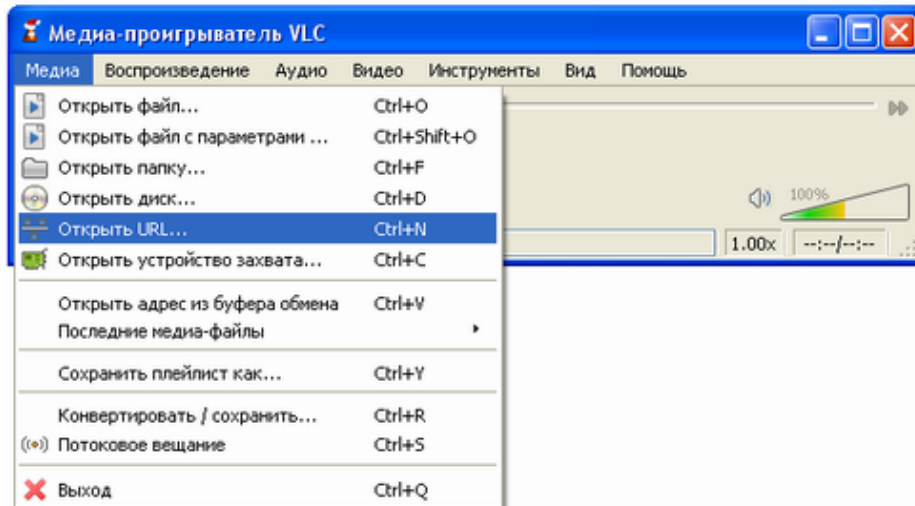 Медиа-проигрыватель VLC
Медиа Воспроизведение Аудио Видео Инструменты Вид Помощь
Открыть файл... Ctrl+O
Открыть файл с параметрами ... Ctrl+Shift+O
Открыть папку... Ctrl+F
Открыть диск... Ctrl+D
100%
Открыть URL... Ctrl+N
1.00x --:--/--:--
Открыть устройство захвата... Ctrl+C
Открыть адрес из буфера обмена Ctrl+V
Последние медиа-файлы
Сохранить плейлист как... Ctrl+Y
Конвертировать / сохранить... Ctrl+R
Потоковое вещание Ctrl+S
Выход Ctrl+Q